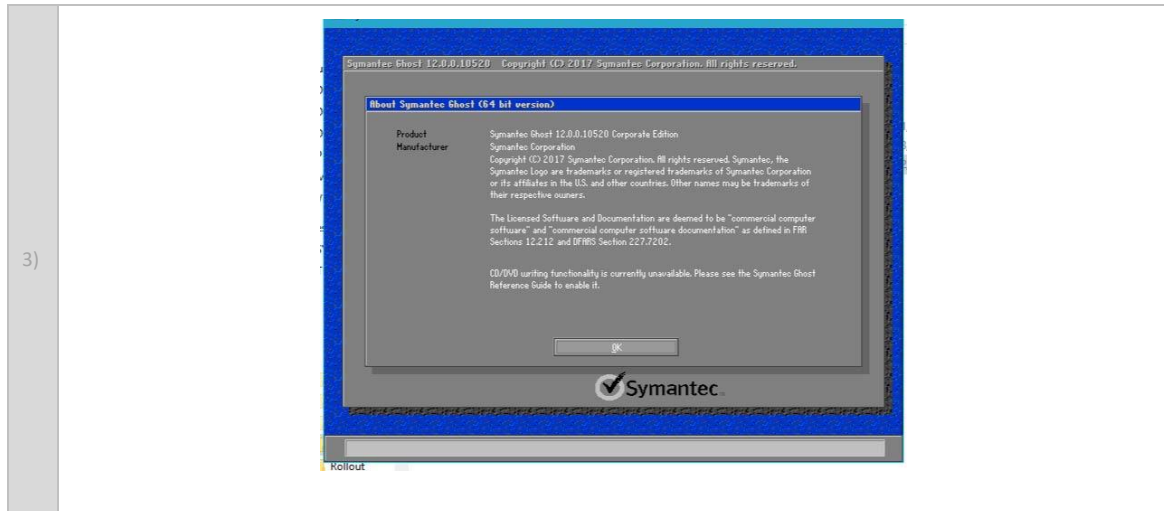 3)
Symantec Ghost 12.0.0.10520 Copyright (C) 2017 Symantec Corporation. All rights reserved.
About Symantec Ghost (64 bit version)
Product Symantec Ghost 12.0.0.10520 Corporate Edition
Manufacturer Symantec Corporation
Copyright (C) 2017 Symantec Corporation. All rights reserved. Symantec, the
Symantec Logo are trademarks or registered trademarks of Symantec Corporation
or its affiliates in the U.S. and other countries. Other names may be trademarks of
their respective owners.
The Licensed Software and Documentation are deemed to be "commercial computer
software" and "commercial computer software documentation" as defined in FAR
Sections 12.212 and DFARS Section 227.7202.
CD/DVD writing functionality is currently unavailable. Please see the Symantec Ghost
Reference Guide to enable it.
OK
Symantec
Rollout